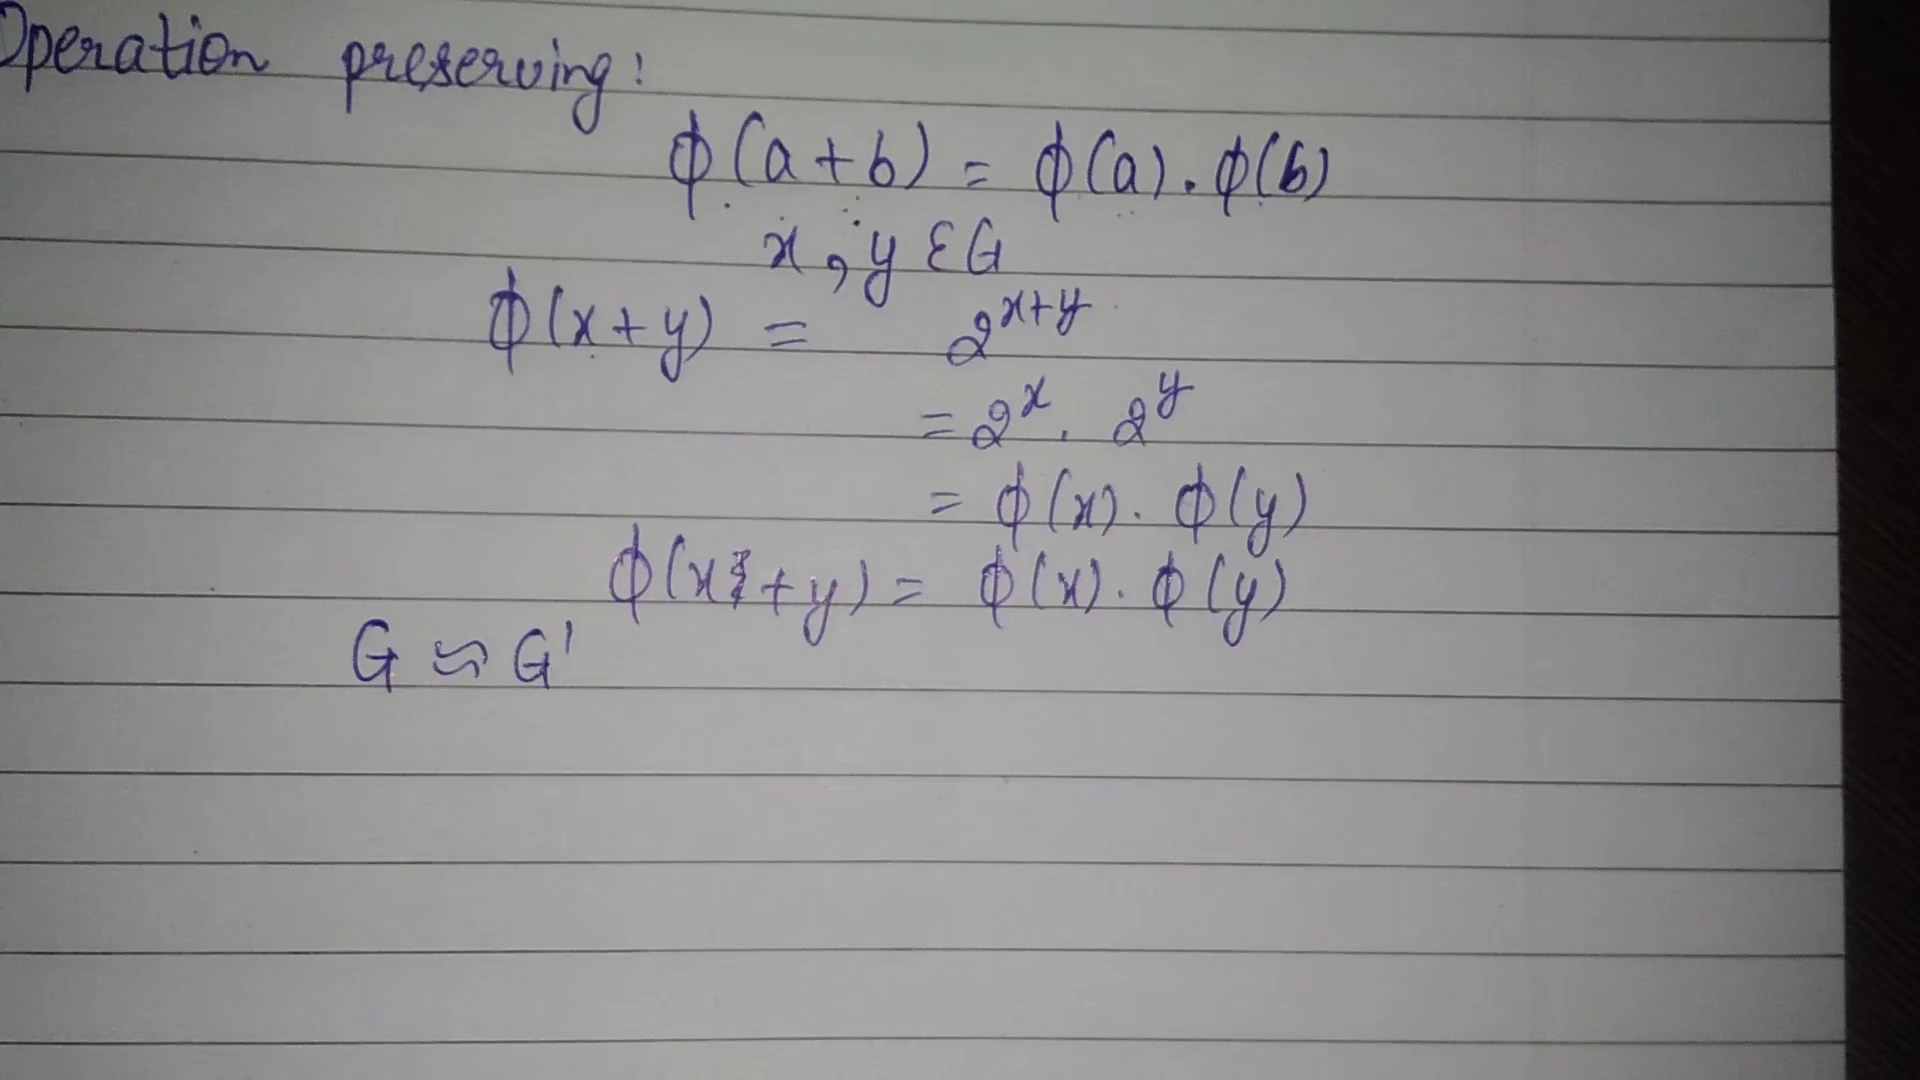 Operation preserving:
ϕ(a+b) = ϕ(a).ϕ(b)
x, y ε G
ϕ(x+y) = 2^{x+y}
= 2^x . 2^y
= ϕ(x). ϕ(y)
ϕ(x+y) = ϕ(x). ϕ(y)
G ≈ G'